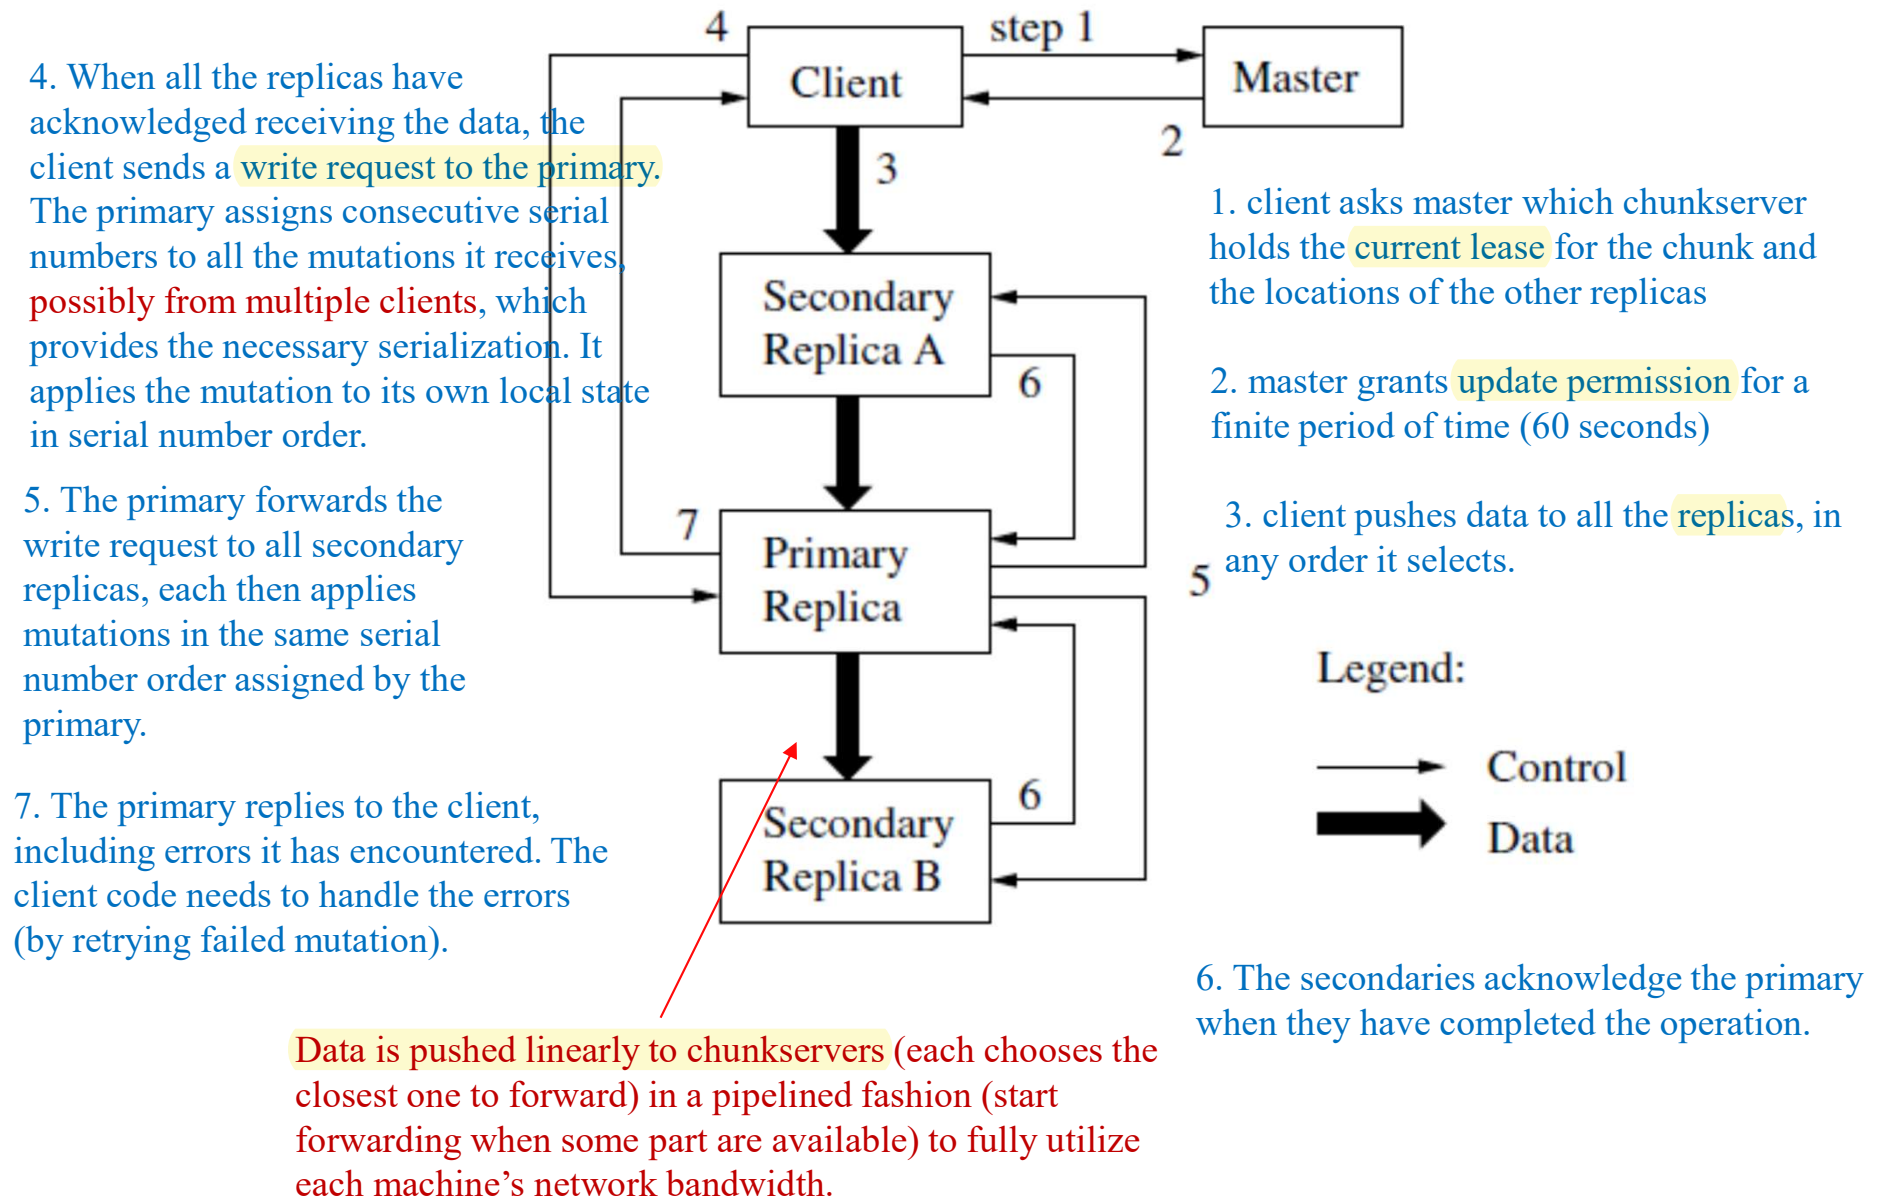 4
step 1
Client
Master
2
3
4. When all the replicas have
acknowledged receiving the data, the
client sends a write request to the primary.
The primary assigns consecutive serial
numbers to all the mutations it receives,
possibly from multiple clients, which
provides the necessary serialization. It
applies the mutation to its own local state
in serial number order.
5. The primary forwards the
write request to all secondary
replicas, each then applies
mutations in the same serial
number order assigned by the
primary.
7. The primary replies to the client,
including errors it has encountered. The
client code needs to handle the errors
(by retrying failed mutation).
Secondary
Replica A
6
7
Primary
Replica
5
6
Secondary
Replica B
1. client asks master which chunkserver
holds the current lease for the chunk and
the locations of the other replicas
2. master grants update permission for a
finite period of time (60 seconds)
3. client pushes data to all the replicas, in
any order it selects.
Legend:
Control
Data
6. The secondaries acknowledge the primary
when they have completed the operation.
Data is pushed linearly to chunkservers (each chooses the
closest one to forward) in a pipelined fashion (start
forwarding when some part are available) to fully utilize
each machine’s network bandwidth.